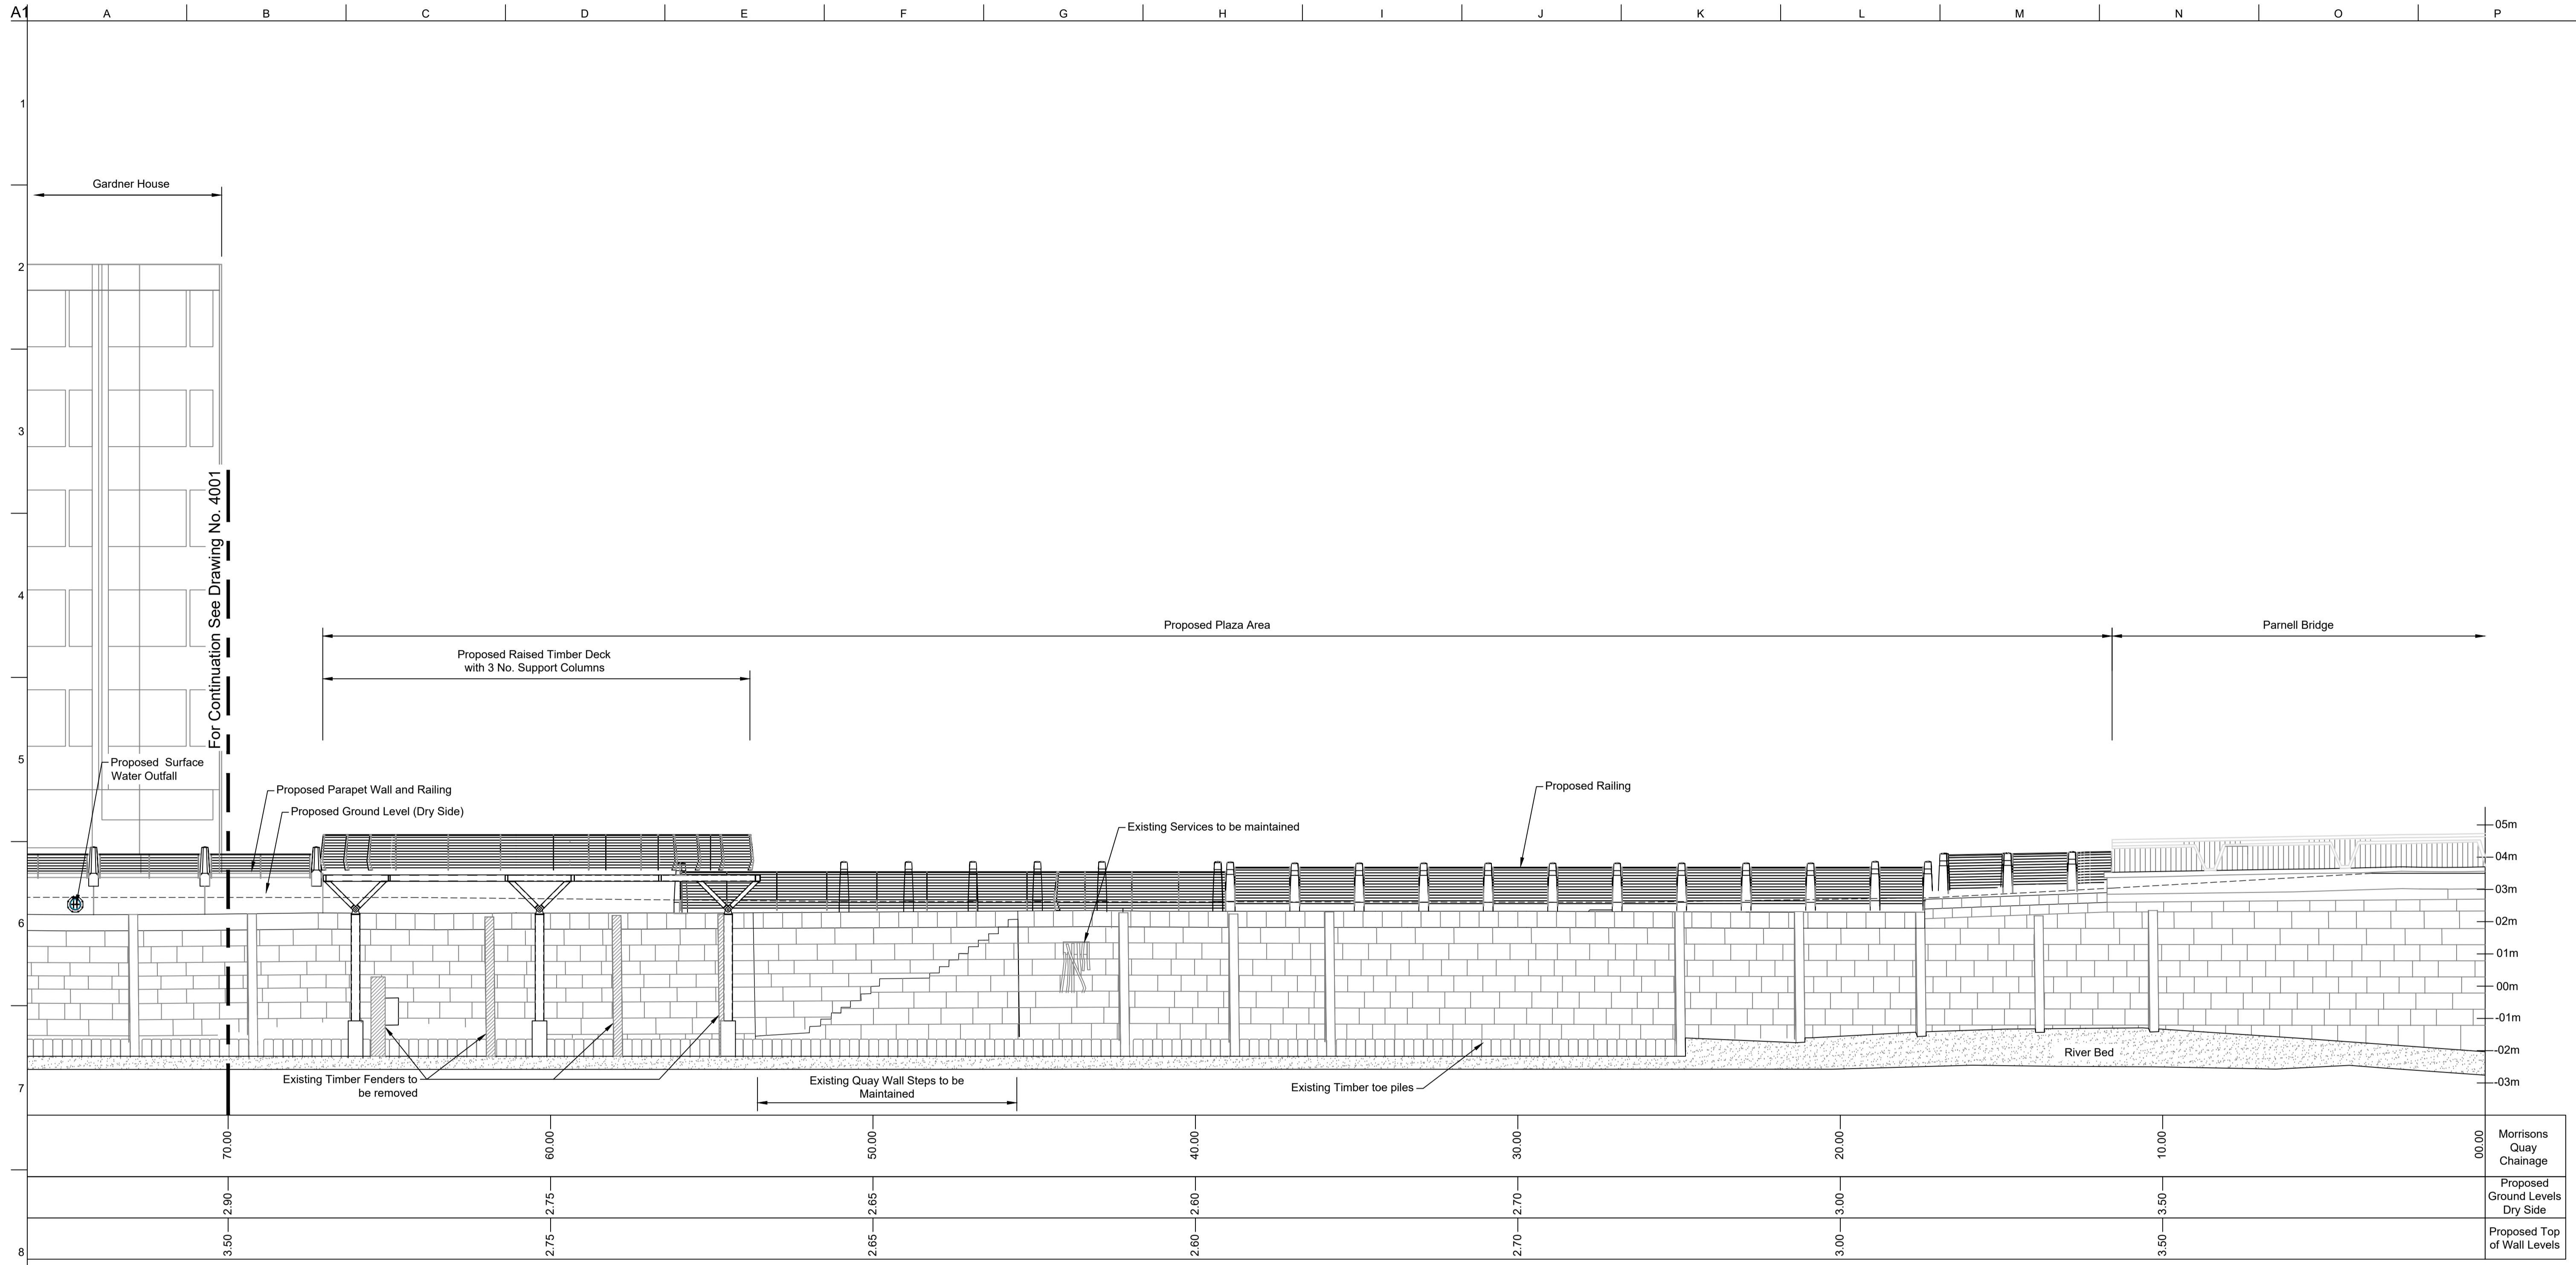 A1
A B C D E F G H I J K L M N O P
1
Gardner House
2
3
For Continuation See Drawing No. 4001
4
Proposed Plaza Area
Parnell Bridge
Proposed Raised Timber Deck
with 3 No. Support Columns
5
Proposed Surface
Water Outfall
Proposed Parapet Wall and Railing
Proposed Ground Level (Dry Side)
Proposed Railing
Existing Services to be maintained
05m
04m
03m
6
02m
01m
00m
-01m
-02m
-03m
River Bed
7
Existing Timber Fenders to
be removed
Existing Quay Wall Steps to be
Maintained
Existing Timber toe piles
70.00 60.00 50.00 40.00 30.00 20.00 10.00 00.00
Morrisons
Quay
Chainage
2.90 2.75 2.65 2.60 2.70 3.00 3.50
Proposed
Ground Levels
Dry Side
8
3.50 2.75 2.65 2.60 2.70 3.00 3.50
Proposed Top
of Wall Levels